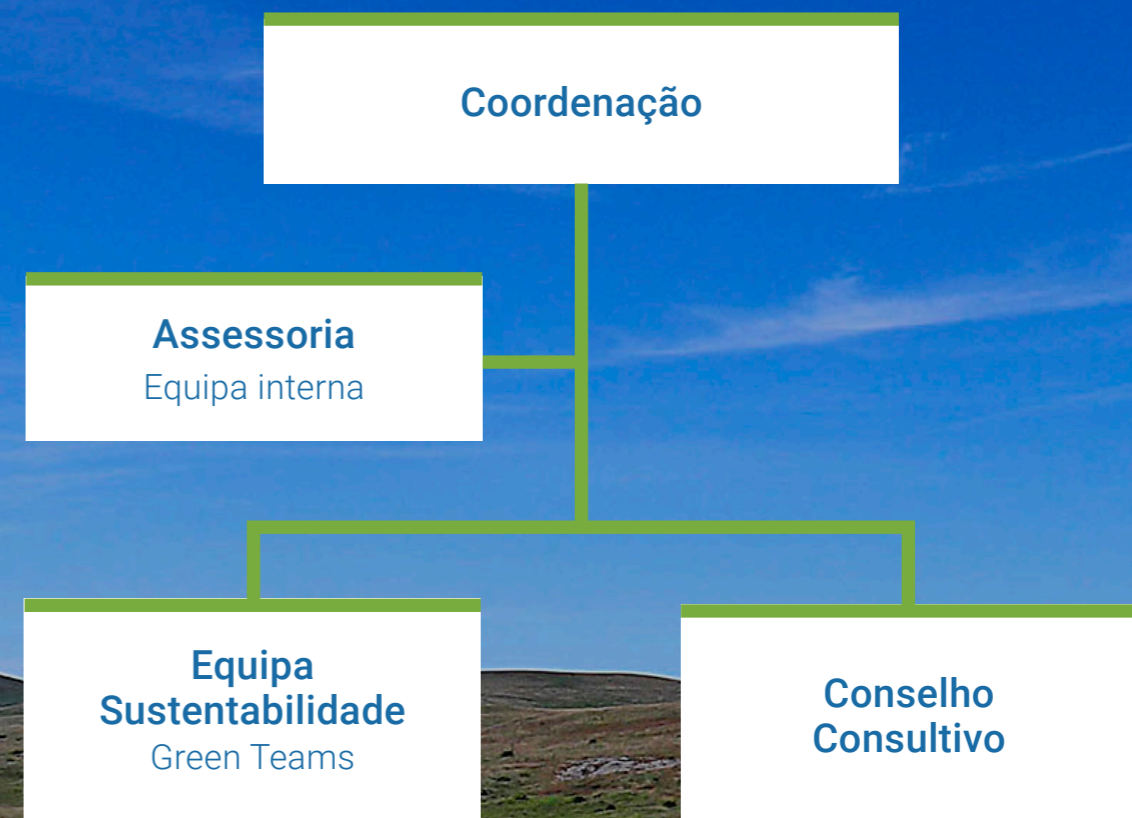 Coordenação
Assessoria
Equipa interna
Equipa
Sustentabilidade
Green Teams
Conselho
Consultivo